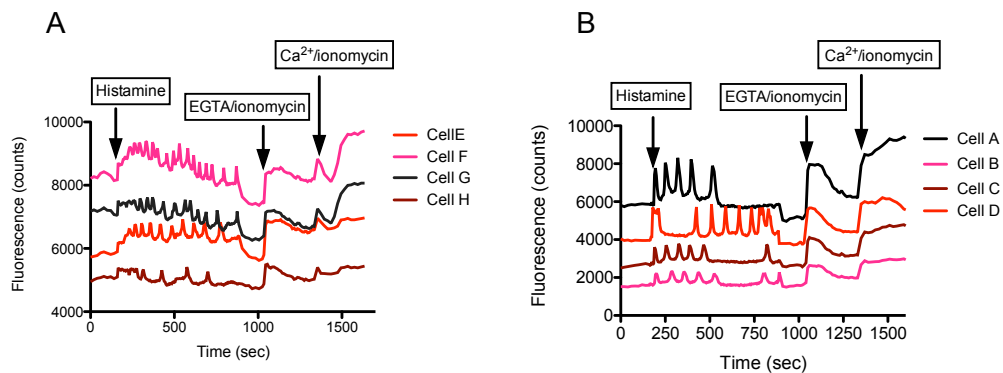 A
Ca2+/ionomycin
Histamine
EGTA/ionomycin
10000
8000
6000
4000
Fluorescence (counts)
0
500
1000
1500
Time (sec)
CellE
Cell F
Cell G
Cell H
B
Ca2+/ionomycin
Histamine
EGTA/ionomycin
10000
8000
6000
4000
2000
0
Fluorescence (counts)
0
250
500
750
1000
1250
1500
Time (sec)
Cell A
Cell B
Cell C
Cell D